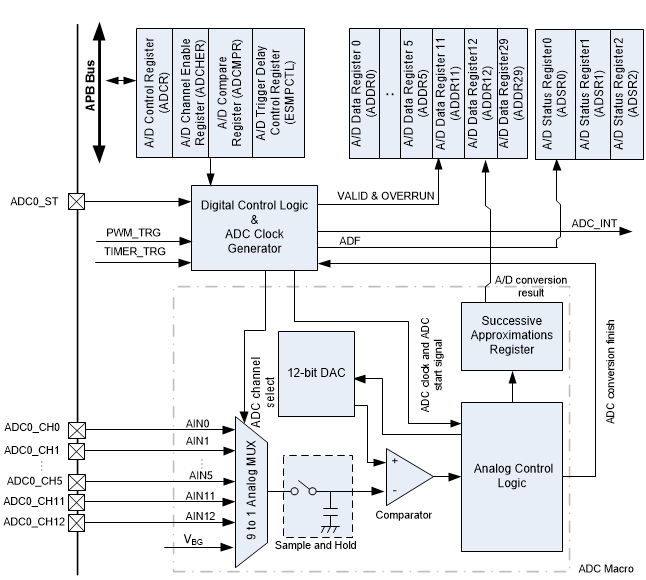 APB Bus
A/D Control Register
(ADCR)
A/D Channel Enable
Register (ADCHER)
A/D Compare
Register (ADCMPR)
A/D Trigger Delay
Control Register
(ESMPCTL)
A/D Data Register 0
(ADDR0)
:
A/D Data Register 5
(ADDR5)
A/D Data Register 11
(ADDR11)
A/D Data Register12
(ADDR12)
A/D Data Register29
(ADDR29)
A/D Status Register0
(ADSR0)
A/D Status Register1
(ADSR1)
A/D Status Register2
(ADSR2)
ADC0_ST
PWM_TRG
TIMER_TRG
Digital Control Logic
&
ADC Clock
Generator
VALID & OVERRUN
ADC_INT
ADF
A/D conversion
result
Successive
Approximations
Register
12-bit DAC
ADC channel
select
ADC clock and ADC
start signal
ADC conversion finish
ADC0_CH0
ADC0_CH1
⋮
ADC0_CH5
ADC0_CH11
ADC0_CH12
AIN0
AIN1
⋮
AIN5
AIN11
AIN12
VBG
9 to 1 Analog MUX
Sample and Hold
+
-
Comparator
Analog Control
Logic
ADC Macro